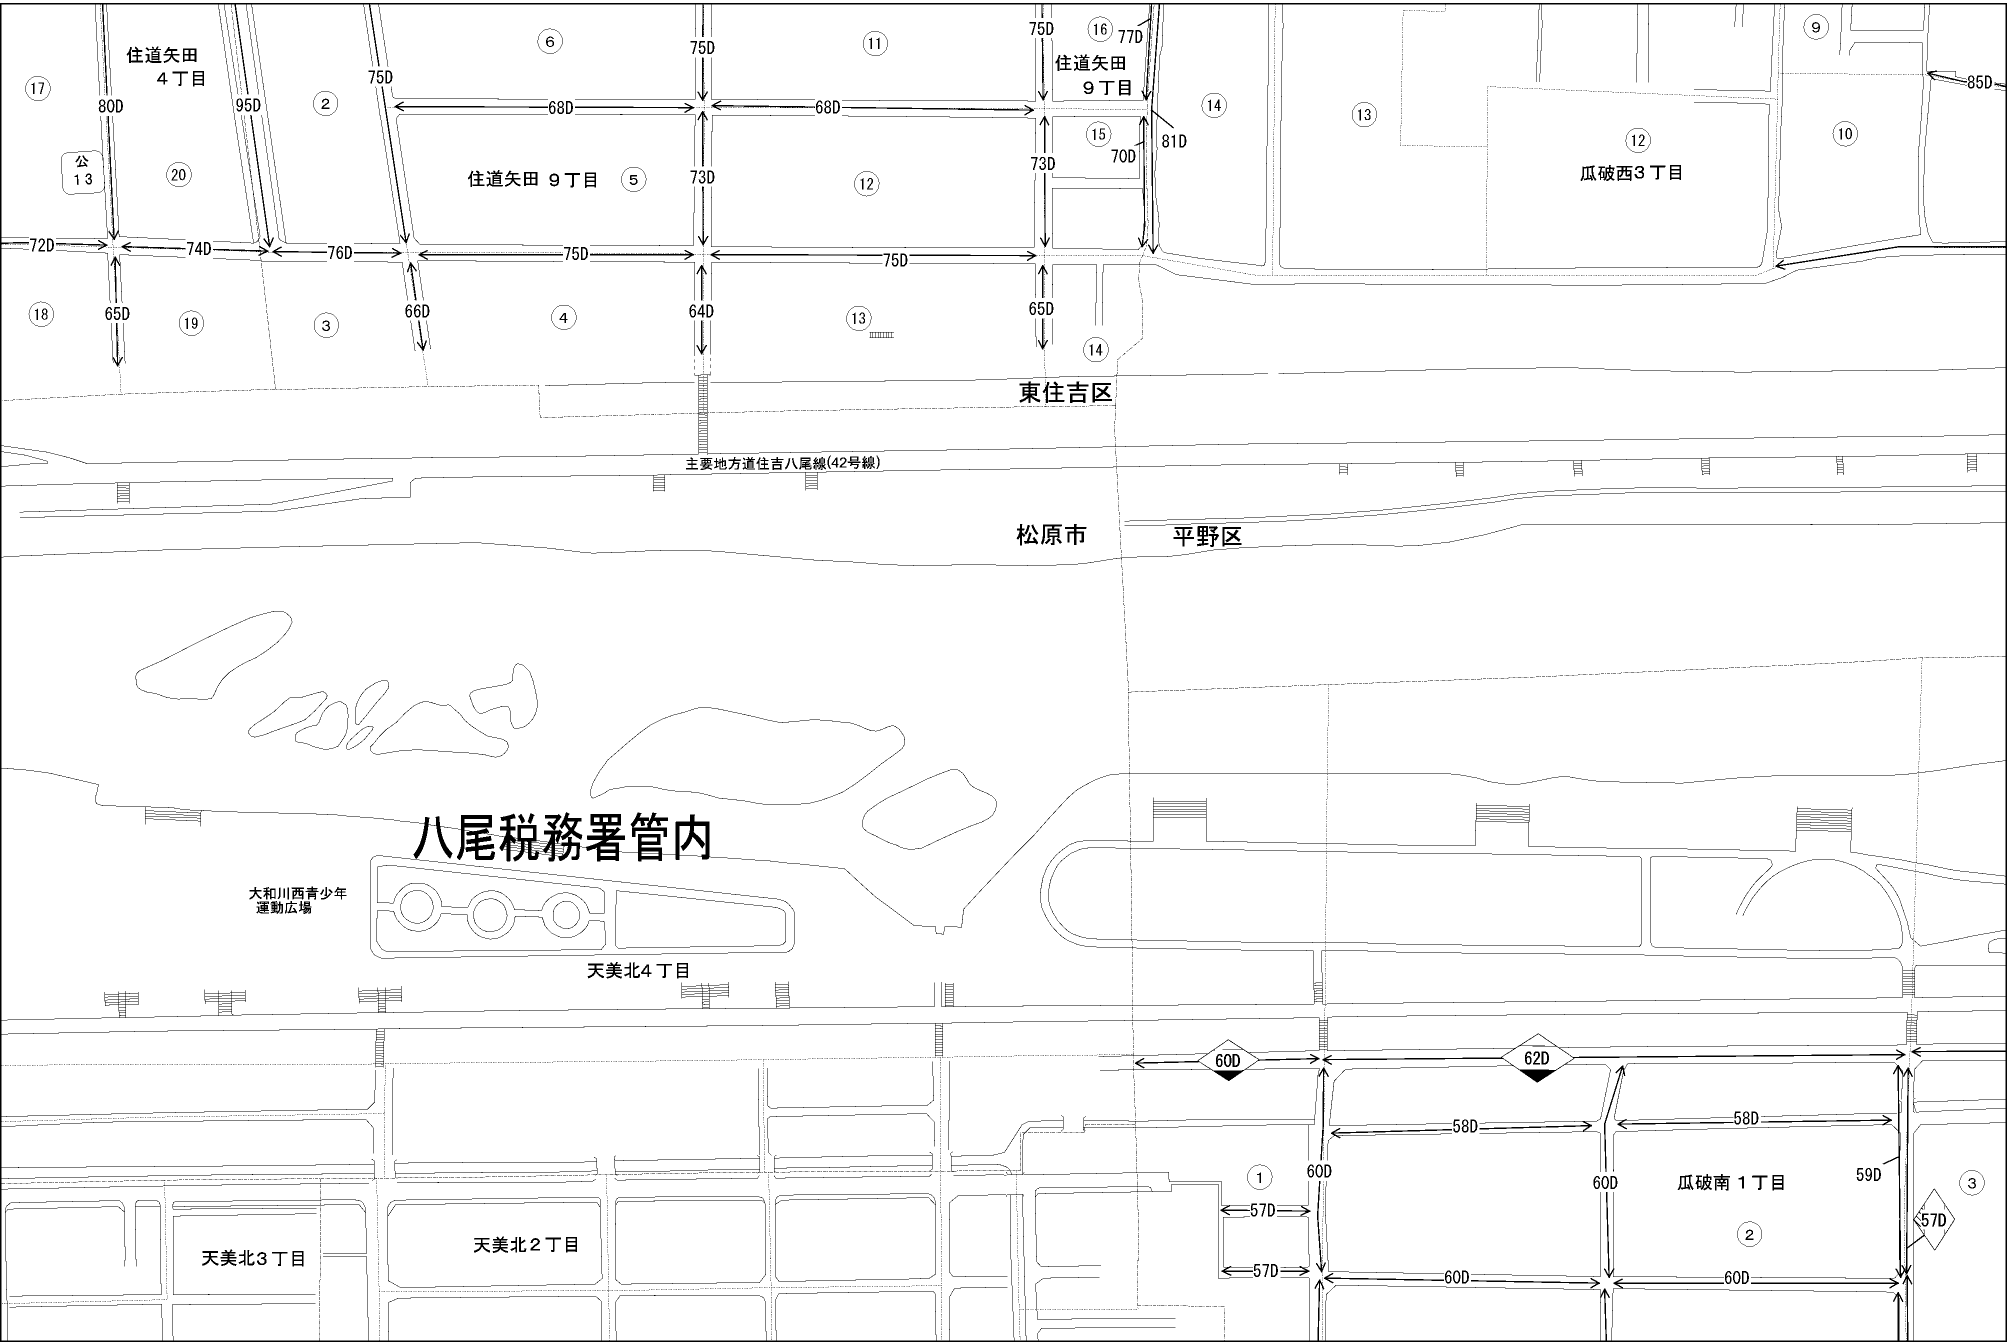 17
住道矢田
4丁目
80D
95D
75D
2
6
75D
11
75D
16
77D
住道矢田
9丁目
68D
68D
14
13
12
瓜破西3丁目
9
85D
10
公
13
20
住道矢田 9丁目
5
73D
12
73D
15
70D
81D
72D
74D
76D
75D
75D
18
65D
19
3
66D
4
64D
13
65D
14
東住吉区
主要地方道住吉八尾線(42号線)
松原市
平野区
八尾税務署管内
大和川西青少年
運動広場
天美北4丁目
60D
62D
58D
58D
60D
60D
59D
1
瓜破南1丁目
3
57D
57D
2
天美北3丁目
天美北2丁目
57D
60D
60D